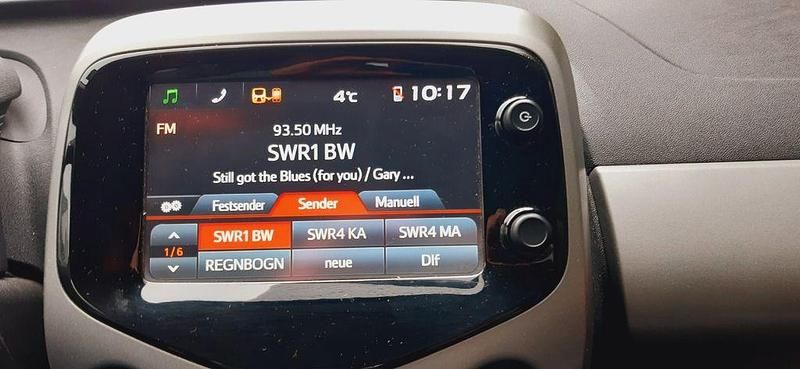 4℃ 10:17
FM
93.50 MHz
SWR1 BW
Still got the Blues (for you) / Gary ...
Festsender Sender Manuell
SWR1 BW SWR4 KA SWR4 MA
1/6
REGNBOGN neue Dlf